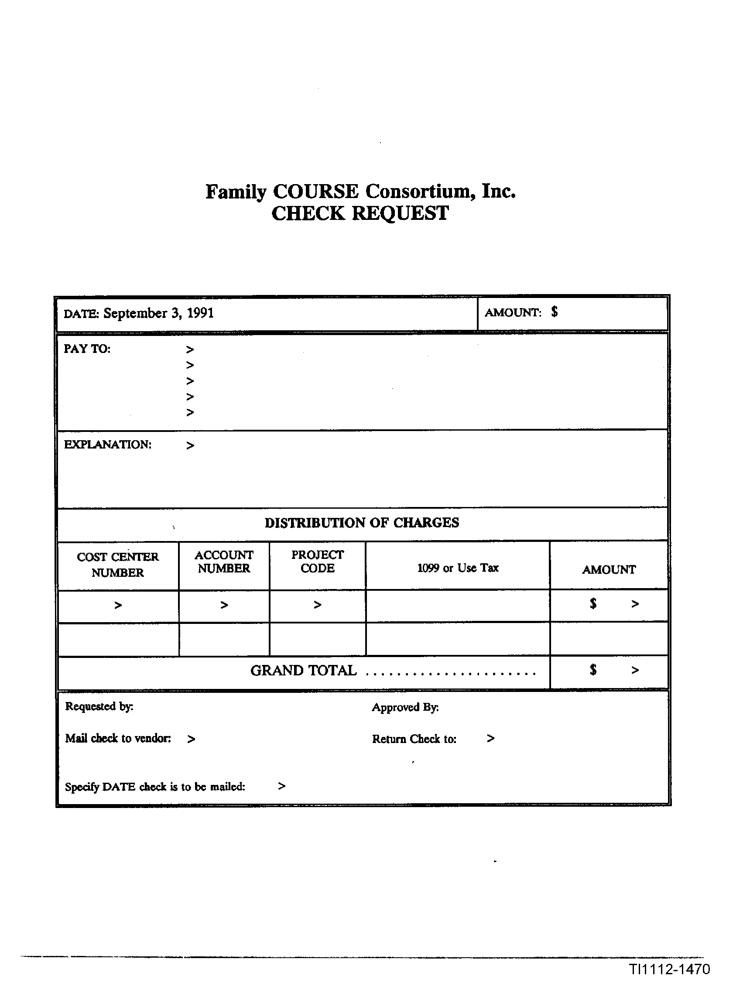 Family COURSE Consortium, Inc.
CHECK REQUEST
DATE: September 3, 1991 AMOUNT: $
PAY TO: >
>
>
>
>
EXPLANATION: >
DISTRIBUTION OF CHARGES
COST CENTER NUMBER ACCOUNT NUMBER PROJECT CODE 1099 or Use Tax AMOUNT
> > > $ >
GRAND TOTAL ...................... $ >
Requested by: Approved By:
Mail check to vendor: > Return Check to: >
Specify DATE check is to be mailed: >
TI1112-1470